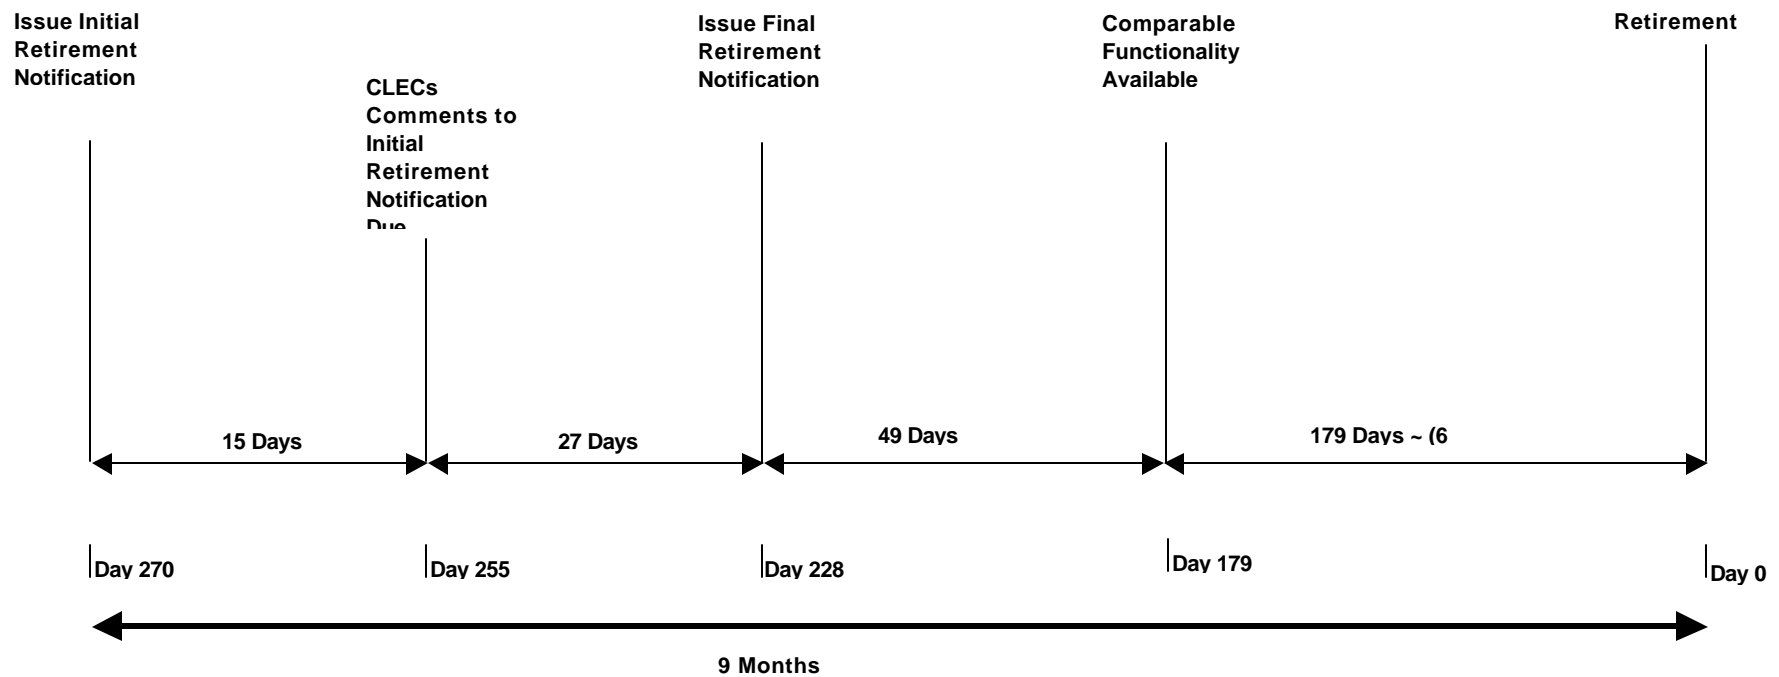 Issue Initial
Retirement
Notification
CLECs
Comments to
Initial
Retirement
Notification
Due
Issue Final
Retirement
Notification
Comparable
Functionality
Available
Retirement
15 Days
27 Days
49 Days
179 Days ~ (6
Day 270
Day 255
Day 228
Day 179
Day 0
9 Months